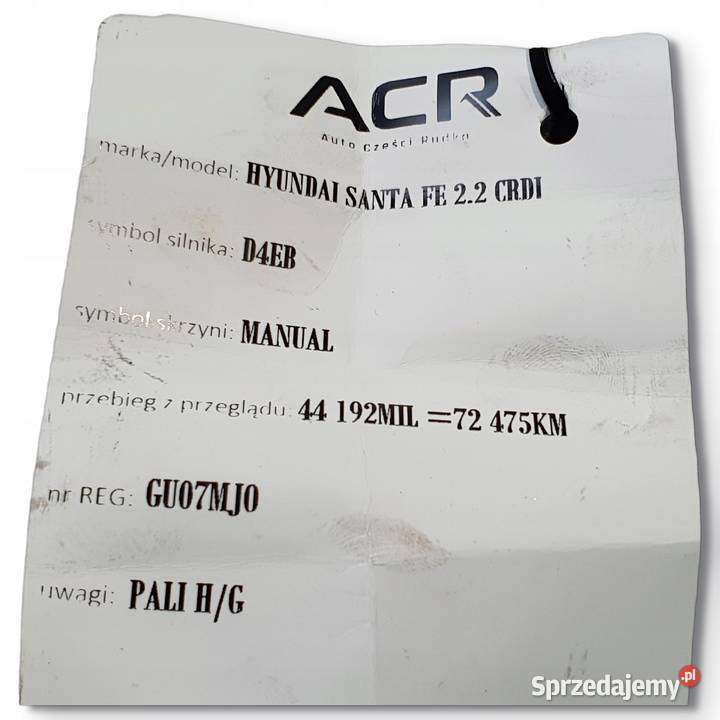 ACR
Auto Części Rudka
marka/model: HYUNDAI SANTA FE 2.2 CRDI
symbol silnika: D4EB
symbol skrzyni: MANUAL
przebieg z przeglądu: 44 192MIL =72 475KM
nr REG: GU07MJO
uwagi: PALI H/G
Sprzedajemy.pl